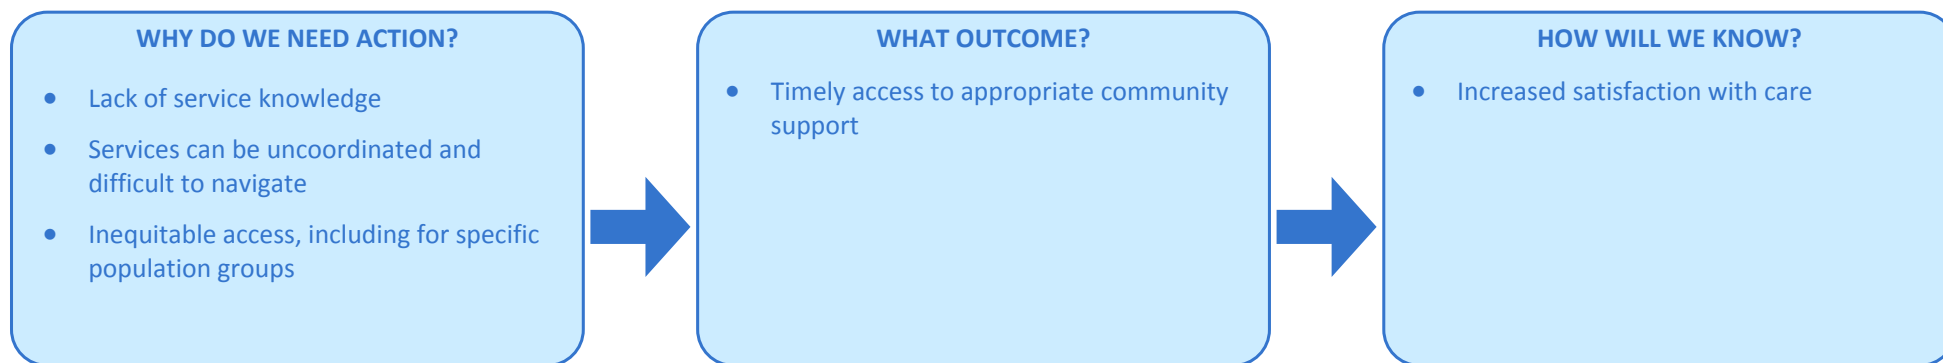 WHY DO WE NEED ACTION?
• Lack of service knowledge
• Services can be uncoordinated and
difficult to navigate
• Inequitable access, including for specific
population groups
WHAT OUTCOME?
• Timely access to appropriate community
support
HOW WILL WE KNOW?
• Increased satisfaction with care